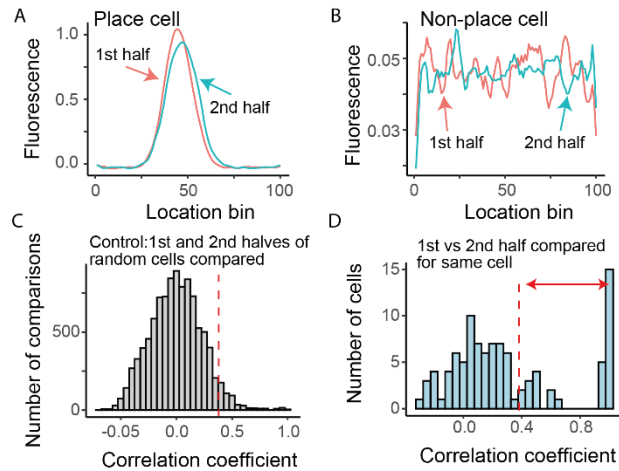 A
Place cell
1.0
0.5
0.0
Fluorescence
1st half
2nd half
0
50
100
Location bin
B
Non-place cell
0.05
0.03
Fluorescence
1st half
2nd half
0
50
100
Location bin
C
Control:1st and 2nd halves of
random cells compared
500
0
Number of comparisons
-0.05
0.0
0.5
1.0
Correlation coefficient
D
1st vs 2nd half compared
for same cell
15
10
5
0
Number of cells
0.0
0.4
0.8
Correlation coefficient